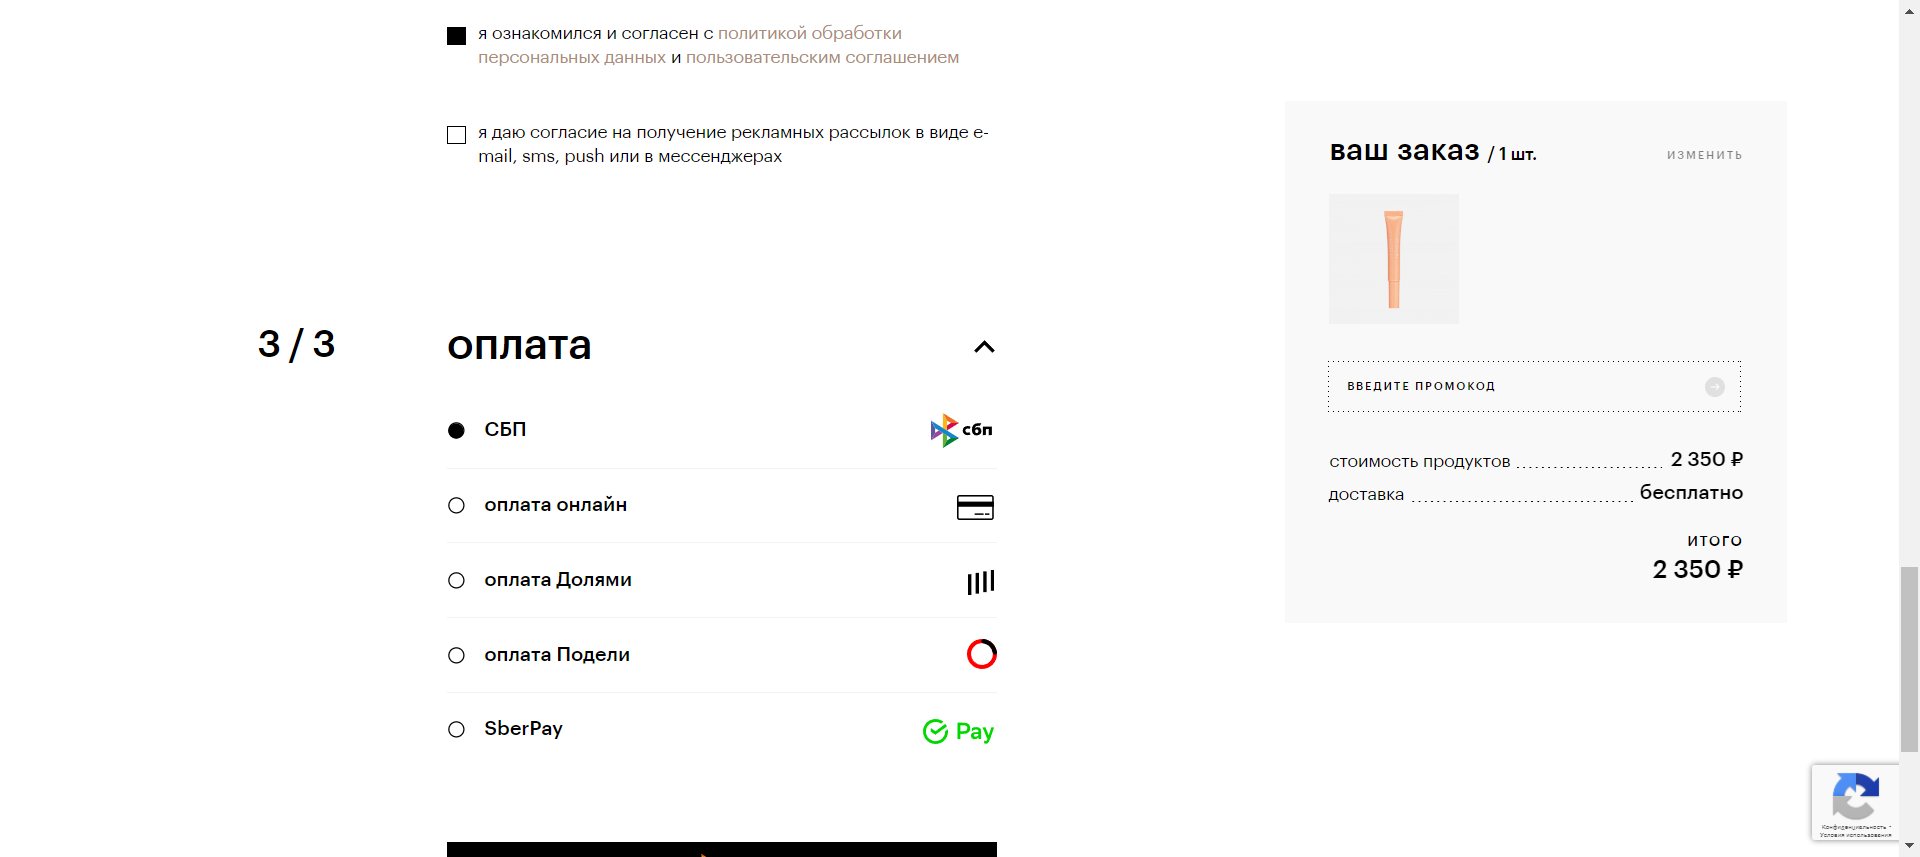 я ознакомился и согласен с политикой обработки
персональных данных и пользовательским соглашением
я даю согласие на получение рекламных рассылок в виде e-
mail, sms, push или в мессенджерах
3 / 3
оплата
СБП
сбп
оплата онлайн
оплата Долями
оплата Подели
SberPay
Pay
ваш заказ / 1 шт.
ИЗМЕНИТЬ
ВВЕДИТЕ ПРОМОКОД
стоимость продуктов 2 350 ₽
доставка бесплатно
ИТОГО
2 350 ₽
Конфиденциальность -
Условия использования